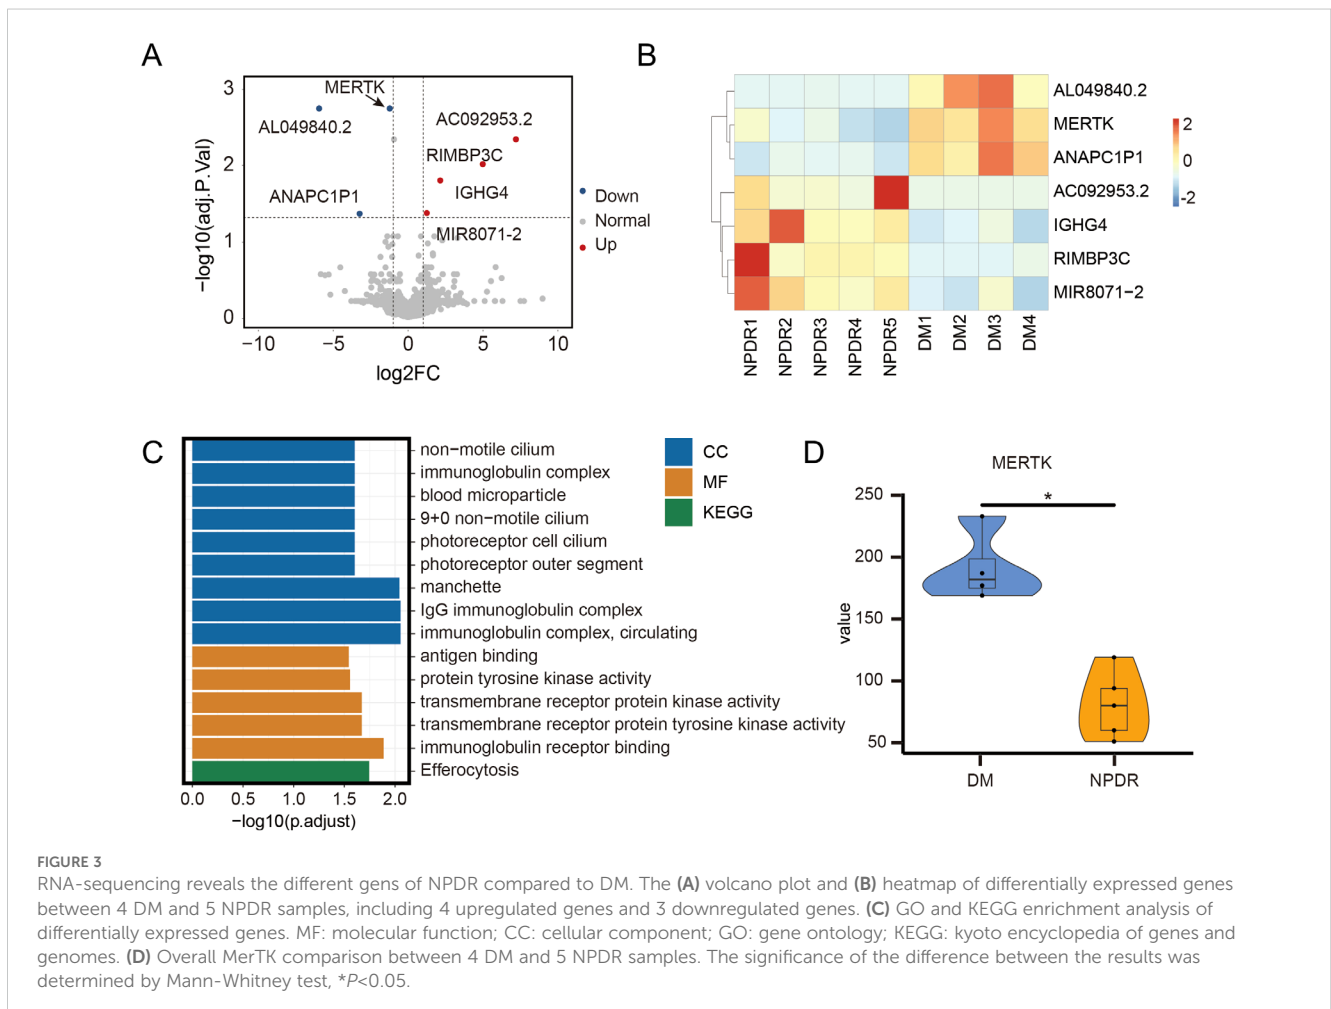 A
3
2
1
0
−log10(adj.P.Val)
MERTK
AL049840.2
AC092953.2
RIMBP3C
IGHG4
ANAPC1P1
MIR8071-2
−10
−5
0
5
10
log2FC
Down
Normal
Up
B
AL049840.2
MERTK
ANAPC1P1
AC092953.2
IGHG4
RIMBP3C
MIR8071−2
NPDR1
NPDR2
NPDR3
NPDR4
NPDR5
DM1
DM2
DM3
DM4
2
0
-2
C
non−motile cilium
immunoglobulin complex
blood microparticle
9+0 non−motile cilium
photoreceptor cell cilium
photoreceptor outer segment
manchette
IgG immunoglobulin complex
immunoglobulin complex, circulating
antigen binding
protein tyrosine kinase activity
transmembrane receptor protein kinase activity
transmembrane receptor protein tyrosine kinase activity
immunoglobulin receptor binding
Efferocytosis
0.0
0.5
1.0
1.5
2.0
−log10(p.adjust)
CC
MF
KEGG
D
MERTK
*
250
200
150
100
50
value
DM
NPDR
FIGURE 3
RNA-sequencing reveals the different gens of NPDR compared to DM. The (A) volcano plot and (B) heatmap of differentially expressed genes
between 4 DM and 5 NPDR samples, including 4 upregulated genes and 3 downregulated genes. (C) GO and KEGG enrichment analysis of
differentially expressed genes. MF: molecular function; CC: cellular component; GO: gene ontology; KEGG: kyoto encyclopedia of genes and
genomes. (D) Overall MerTK comparison between 4 DM and 5 NPDR samples. The significance of the difference between the results was
determined by Mann-Whitney test, *P<0.05.